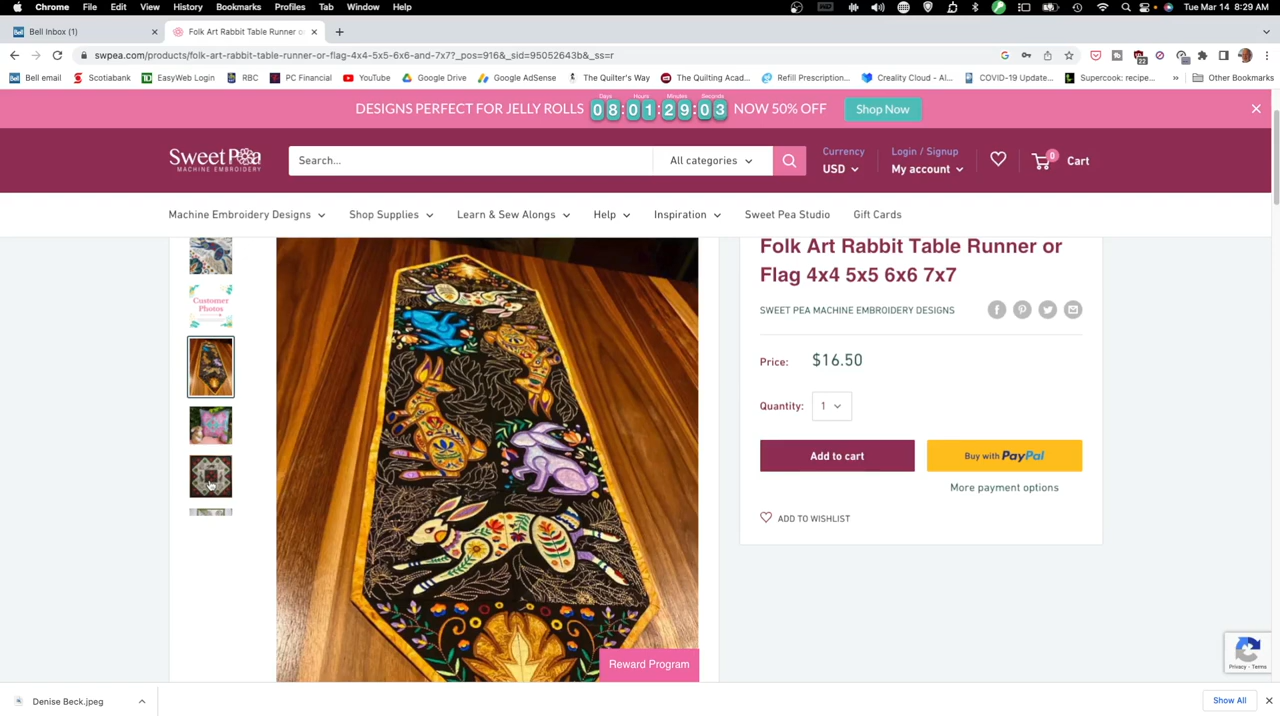 Chrome File Edit View History Bookmarks Profiles Tab Window Help Tue Mar 14 8:29 AM
Bell Inbox (1) Folk Art Rabbit Table Runner or
swpea.com/products/folk-art-rabbit-table-runner-or-flag-4x4-5x5-6x6-and-7x7?_pos=916&_sid=95052643b&_ss=r
Bell email Scotiabank EasyWeb Login RBC PC Financial YouTube Google Drive Google AdSense The Quilter's Way The Quilting Acad... Refill Prescription... Creality Cloud - Al... COVID-19 Update... Supercook: recipe... » Other Bookmarks
Days Hours Minutes Seconds
DESIGNS PERFECT FOR JELLY ROLLS 08:01:29:03 NOW 50% OFF Shop Now
Sweet Pea
MACHINE EMBROIDERY
Search... All categories
Currency
USD
Login / Signup
My account
0 Cart
Machine Embroidery Designs Shop Supplies Learn & Sew Alongs Help Inspiration Sweet Pea Studio Gift Cards
Customer
Photos
Folk Art Rabbit Table Runner or
Flag 4x4 5x5 6x6 7x7
SWEET PEA MACHINE EMBROIDERY DESIGNS
Price: $16.50
Quantity: 1
Add to cart Buy with PayPal
More payment options
ADD TO WISHLIST
Reward Program
Privacy - Terms
Denise Beck.jpeg Show All